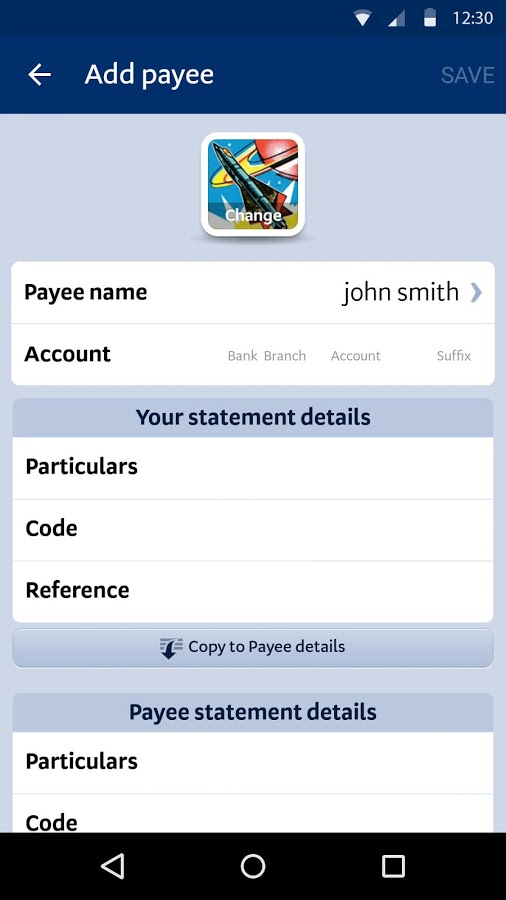 12:30
Add payee SAVE
Change
Payee name john smith
Account Bank Branch Account Suffix
Your statement details
Particulars
Code
Reference
Copy to Payee details
Payee statement details
Particulars
Code